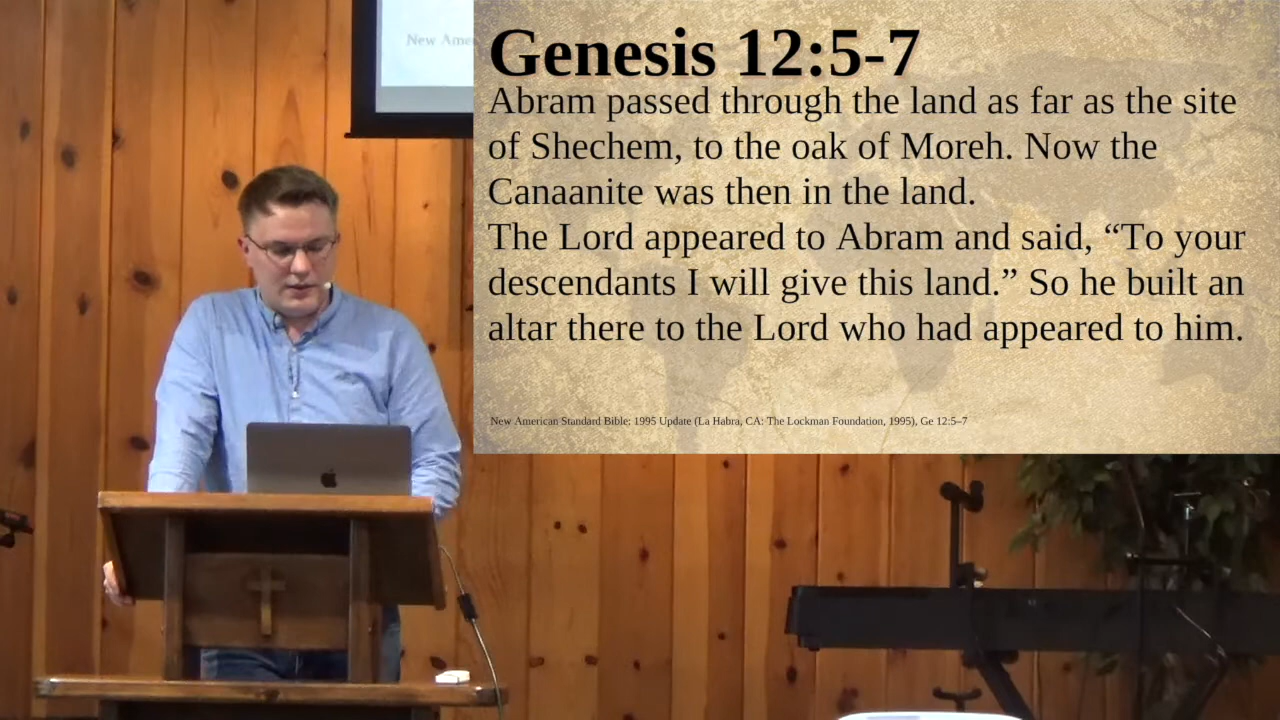 New Ame
Genesis 12:5-7
Abram passed through the land as far as the site
of Shechem, to the oak of Moreh. Now the
Canaanite was then in the land.
The Lord appeared to Abram and said, “To your
descendants I will give this land.” So he built an
altar there to the Lord who had appeared to him.
New American Standard Bible: 1995 Update (La Habra, CA: The Lockman Foundation, 1995), Ge 12:5–7